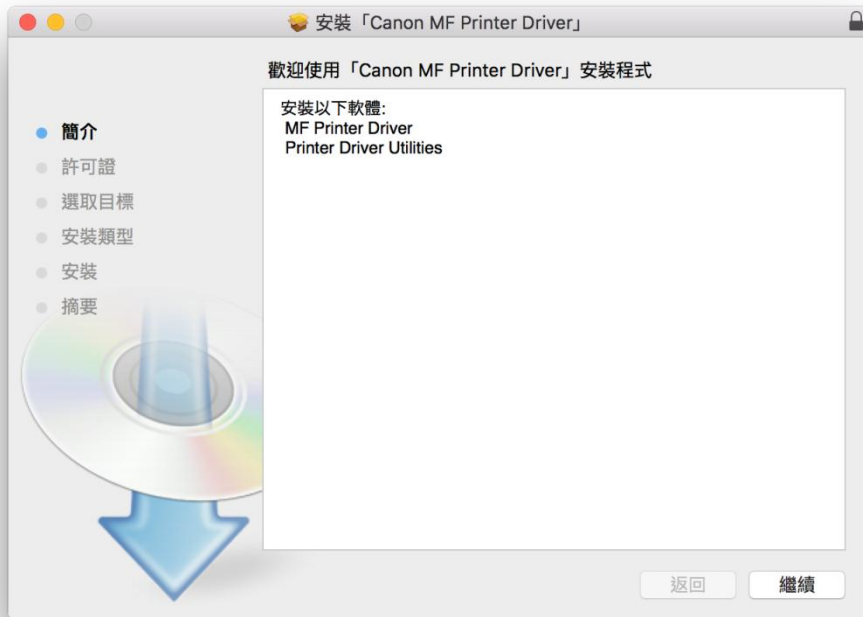 安裝「Canon MF Printer Driver」
歡迎使用「Canon MF Printer Driver」安裝程式
簡介
許可證
選取目標
安裝類型
安裝
摘要
安裝以下軟體:
MF Printer Driver
Printer Driver Utilities
返回
繼續